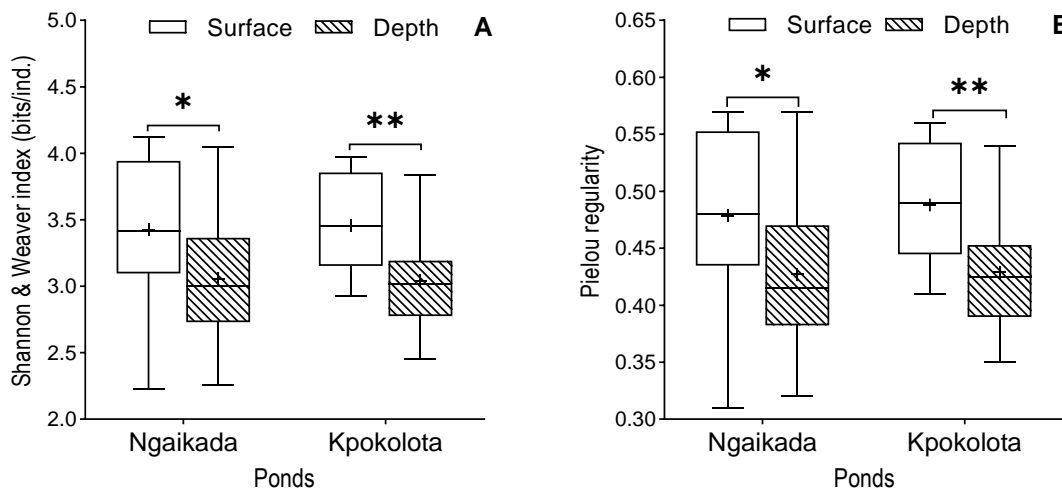 Surface Depth A
Shannon & Weaver index (bits/ind.)
5.0
4.5
4.0
3.5
3.0
2.5
2.0
*
**
Ngaikada Kpokolota
Ponds
Surface Depth B
Pielou regularity
0.65
0.60
0.55
0.50
0.45
0.40
0.35
0.30
*
**
Ngaikada Kpokolota
Ponds